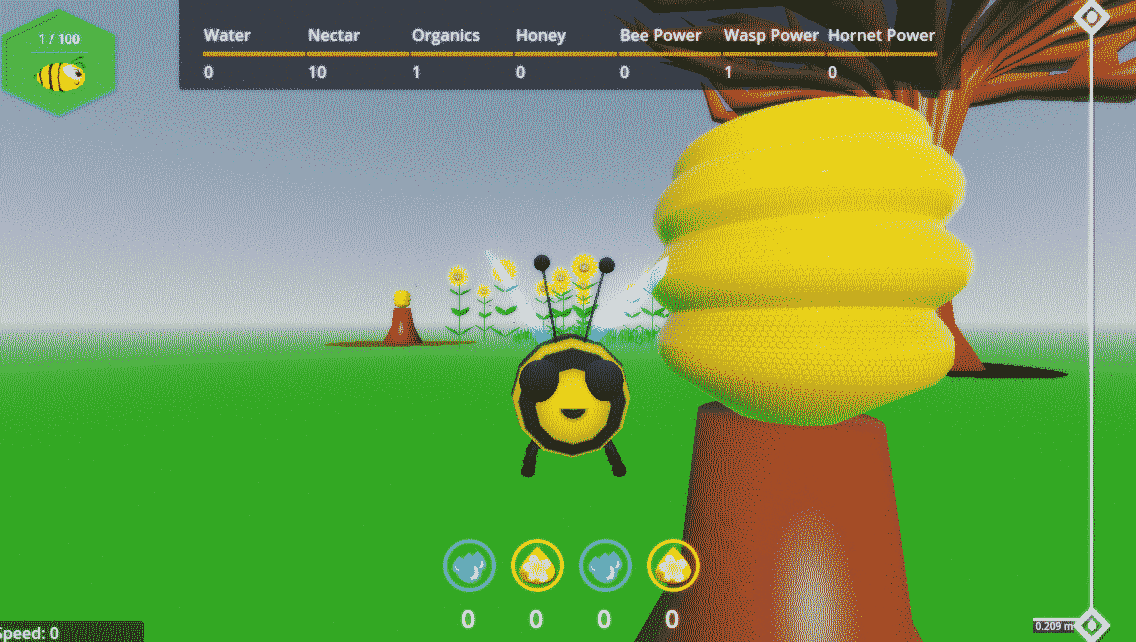 1 / 100
Water Nectar Organics Honey Bee Power Wasp Power Hornet Power
0 10 1 0 0 1 0
0 0 0 0
Speed: 0
0.209 m